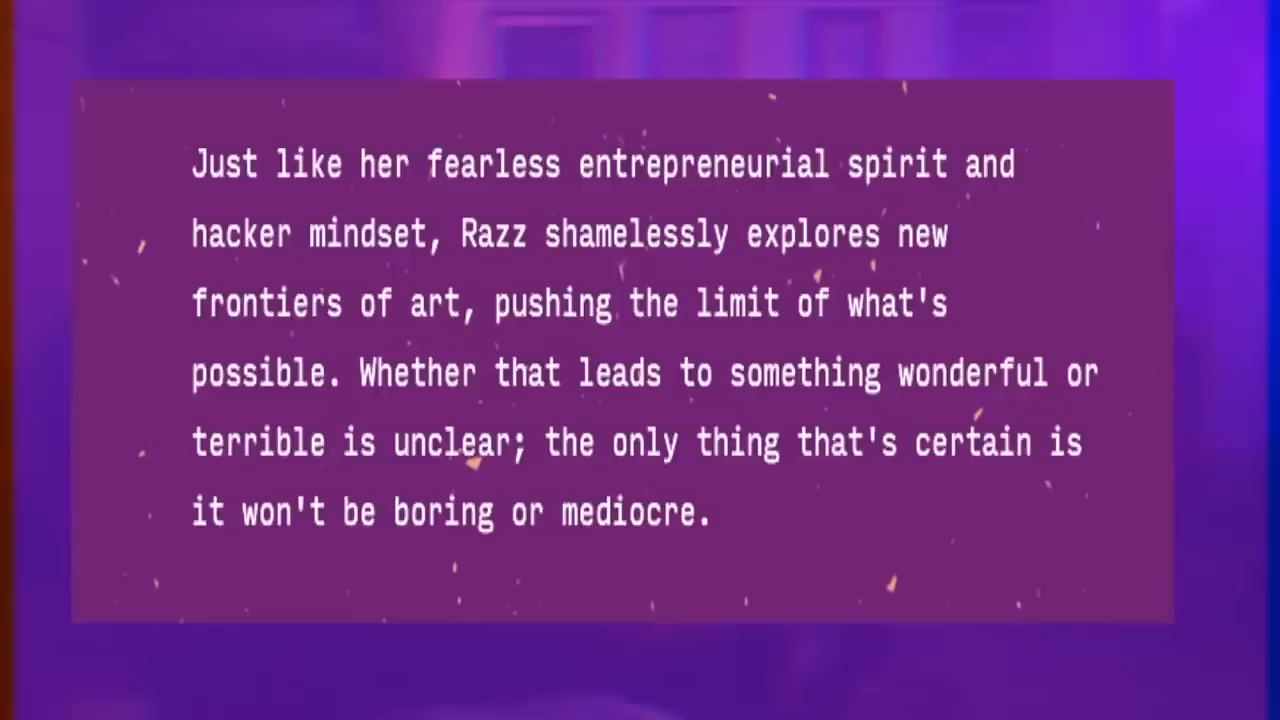 Just like her fearless entrepreneurial spirit and
hacker mindset, Razz shamelessly explores new
frontiers of art, pushing the limit of what's
possible. Whether that leads to something wonderful or
terrible is unclear; the only thing that's certain is
it won't be boring or mediocre.